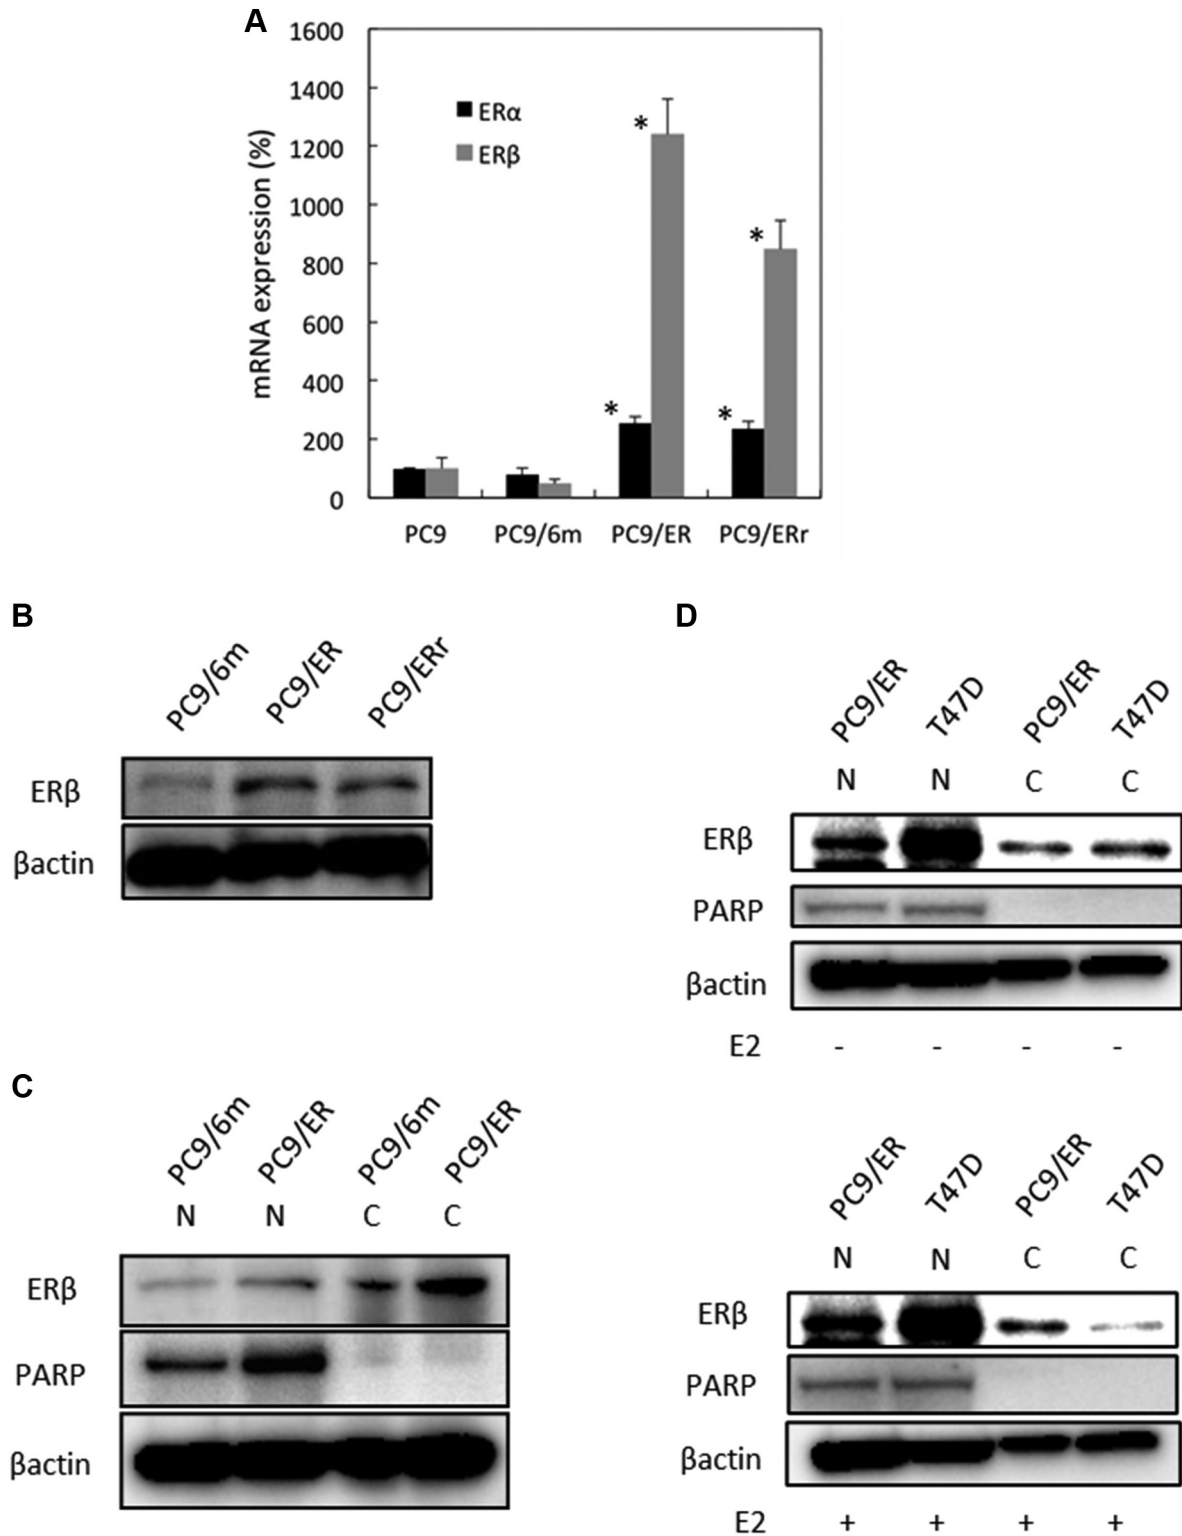 A
1600
1400
1200
1000
800
600
400
200
0
mRNA expression (%)
ERα
ERβ
*
*
*
*
PC9 PC9/6m PC9/ER PC9/ERr
B
PC9/6m PC9/ER PC9/ERr
ERβ
βactin
C
PC9/6m PC9/ER PC9/6m PC9/ER
N N C C
ERβ
PARP
βactin
D
PC9/ER T47D PC9/ER T47D
N N C C
ERβ
PARP
βactin
E2 - - - -
PC9/ER T47D PC9/ER T47D
N N C C
ERβ
PARP
βactin
E2 + + + +